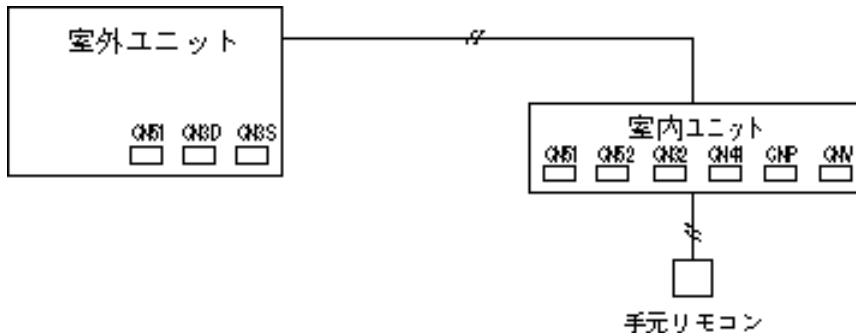 室外ユニット
CN51 CN3D CN3S
室内ユニット
CN51 CN52 CN32 CN41 CNP CNV
手元リモコン